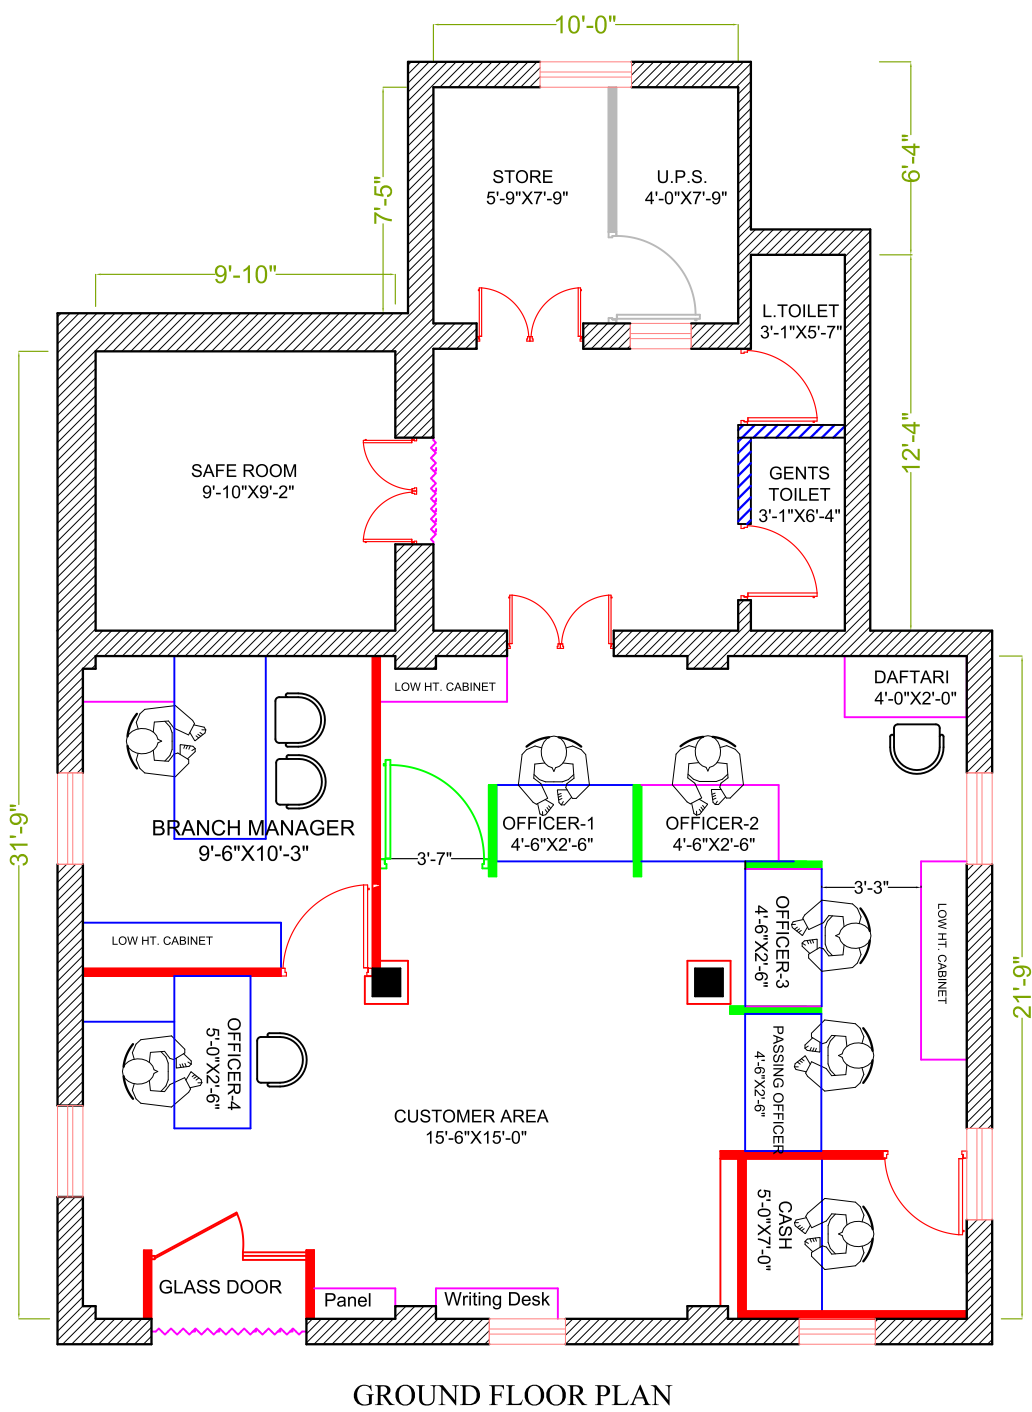 10'-0"
6'-4"
7'-5"
STORE
5'-9"X7'-9"
U.P.S.
4'-0"X7'-9"
9'-10"
L.TOILET
3'-1"X5'-7"
12'-4"
SAFE ROOM
9'-10"X9'-2"
GENTS
TOILET
3'-1"X6'-4"
LOW HT. CABINET
DAFTARI
4'-0"X2'-0"
31'-9"
BRANCH MANAGER
9'-6"X10'-3"
OFFICER-1
4'-6"X2'-6"
OFFICER-2
4'-6"X2'-6"
3'-7"
3'-3"
LOW HT. CABINET
OFFICER-3
4'-6"X2'-6"
LOW HT. CABINET
21'-9"
OFFICER-4
5'-0"X2'-6"
PASSING OFFICER
4'-6"X2'-6"
CUSTOMER AREA
15'-6"X15'-0"
CASH
5'-0"X7'-0"
GLASS DOOR
Panel
Writing Desk
GROUND FLOOR PLAN